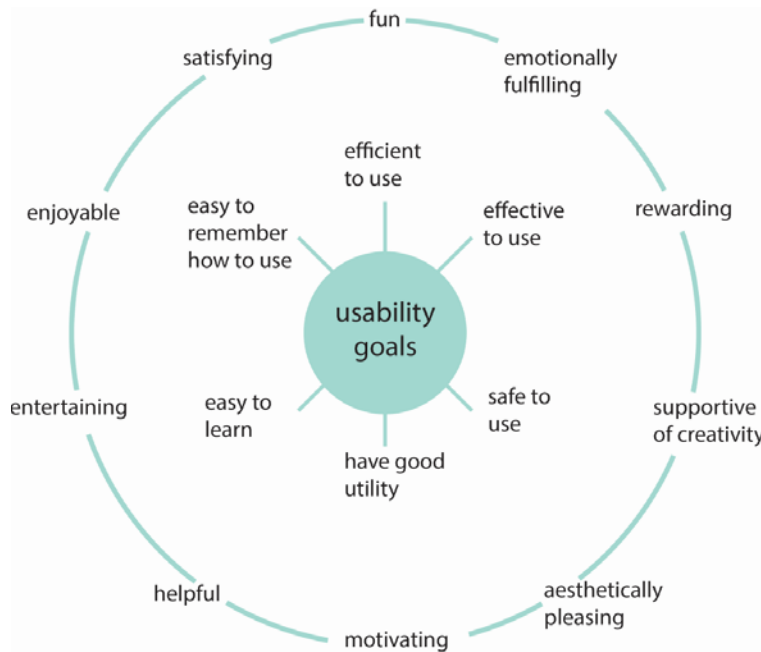 fun
satisfying
emotionally
fulfilling
efficient
to use
enjoyable
easy to
remember
how to use
effective
to use
rewarding
usability
goals
entertaining
easy to
learn
safe to
use
supportive
of creativity
have good
utility
helpful
aesthetically
pleasing
motivating